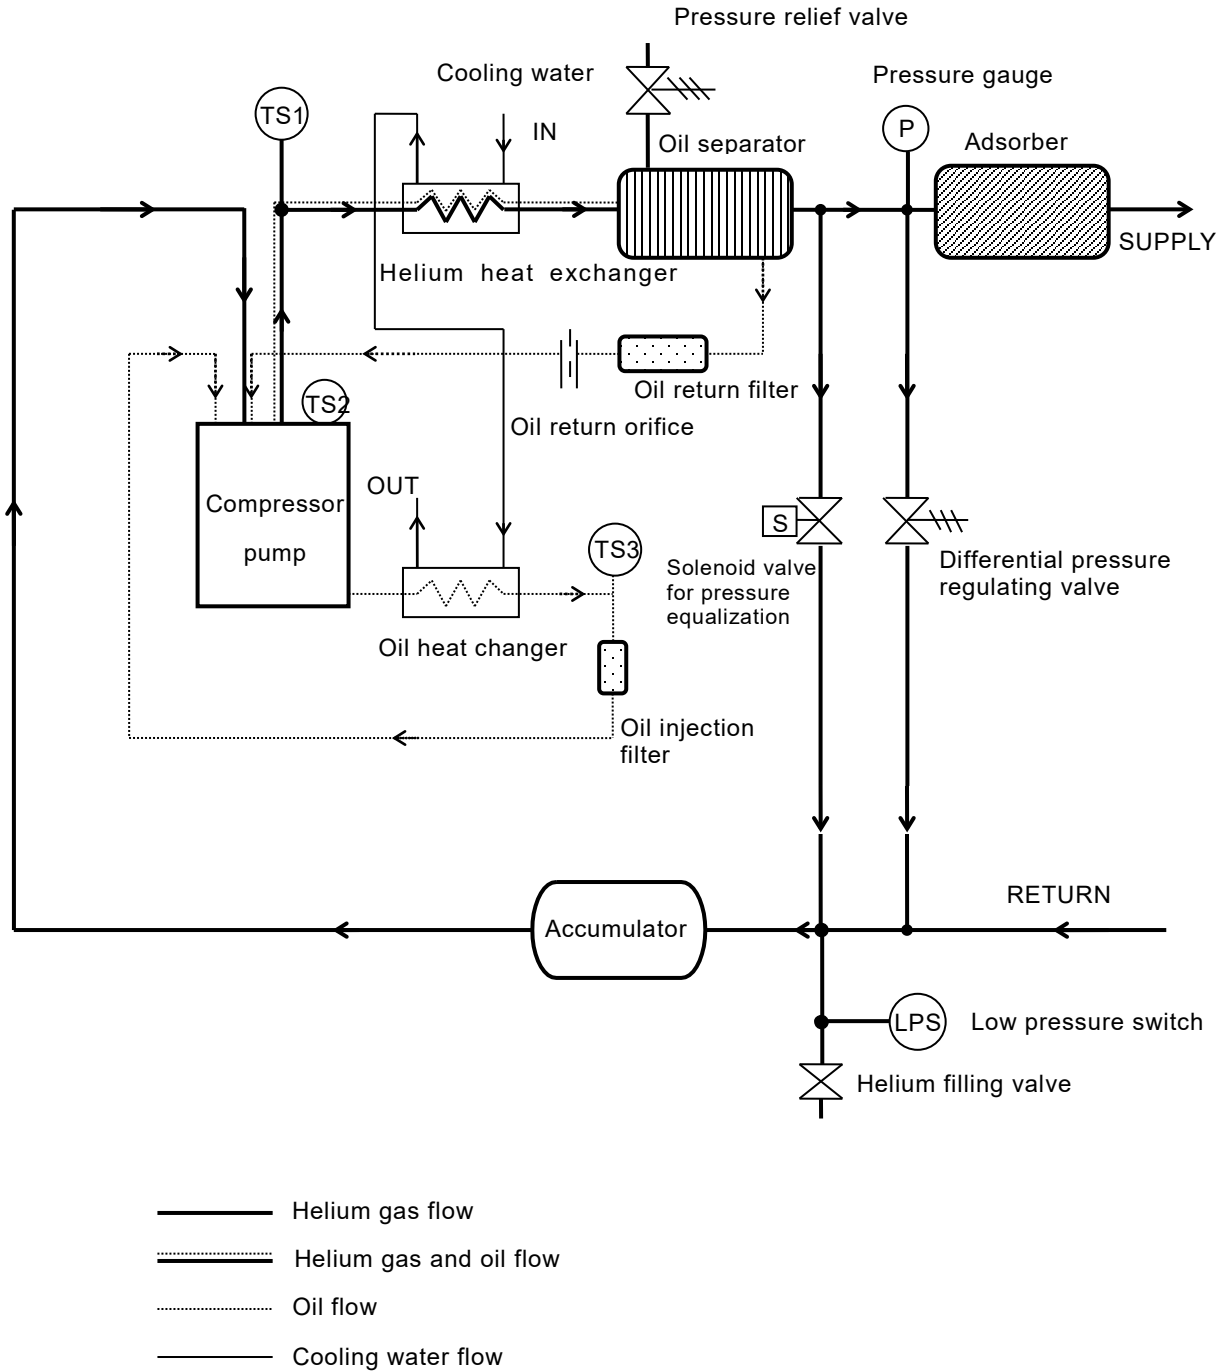 Pressure relief valve
Cooling water
Pressure gauge
TS1
IN
P
Oil separator
Adsorber
SUPPLY
Helium heat exchanger
Oil return filter
TS2
Oil return orifice
OUT
Compressor
pump
S
TS3
Solenoid valve
for pressure
equalization
Differential pressure
regulating valve
Oil heat changer
Oil injection
filter
RETURN
Accumulator
LPS
Low pressure switch
Helium filling valve
Helium gas flow
Helium gas and oil flow
Oil flow
Cooling water flow